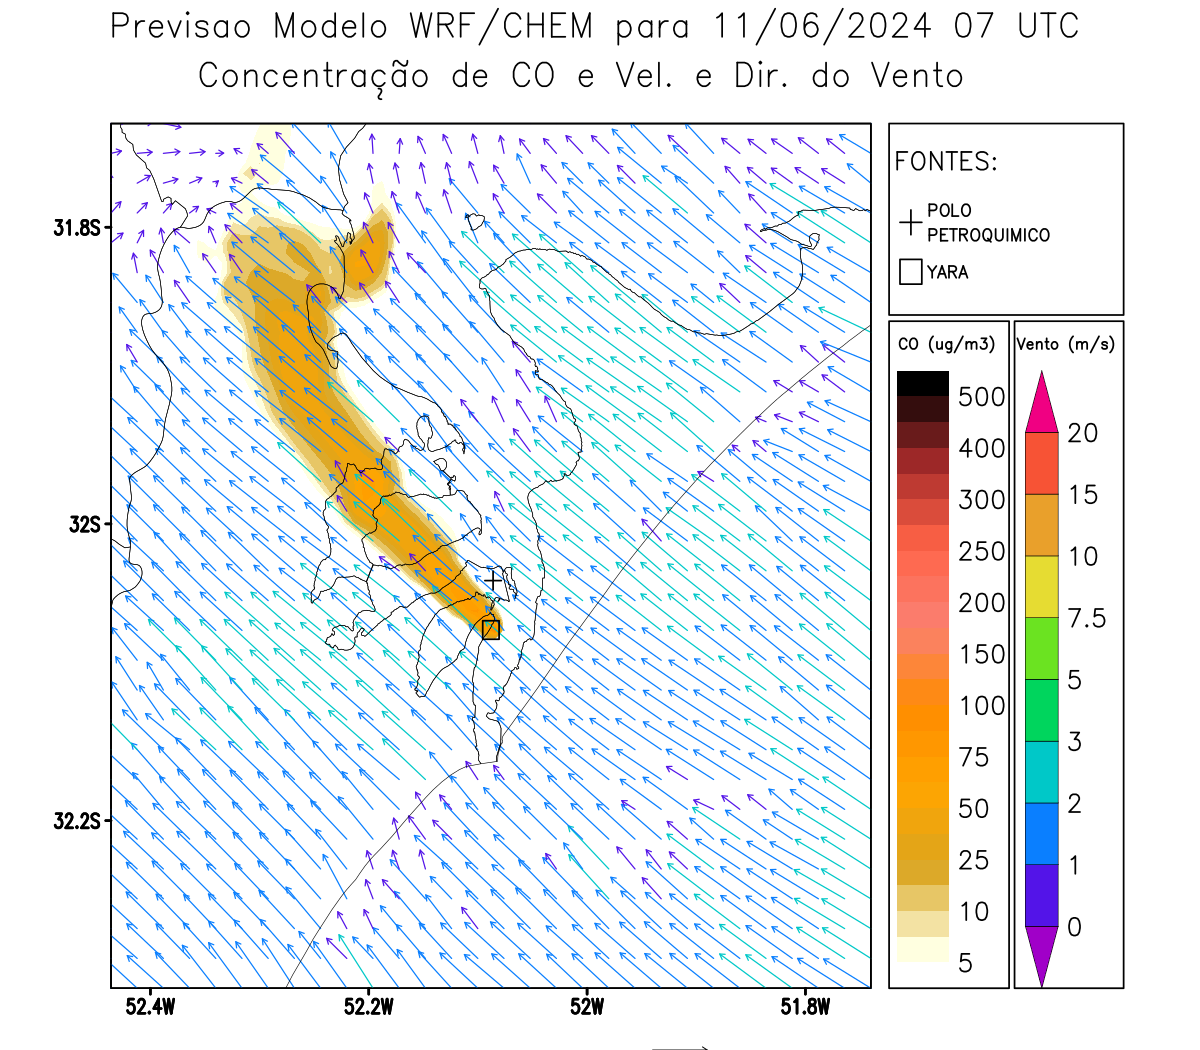 Previsao Modelo WRF/CHEM para 11/06/2024 07 UTC
Concentração de CO e Vel. e Dir. do Vento
FONTES:
POLO
PETROQUIMICO
YARA
CO (ug/m3)
500
400
300
250
200
150
100
75
50
25
10
5
Vento (m/s)
20
15
10
7.5
5
3
2
1
0
31.8S
32S
32.2S
52.4W
52.2W
52W
51.8W